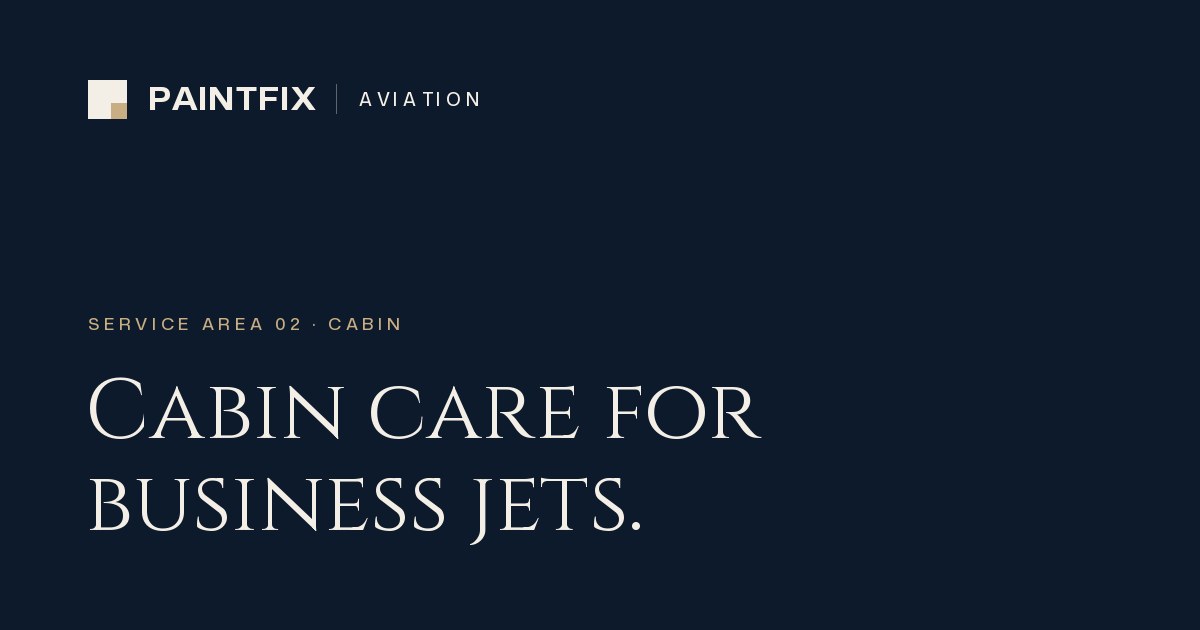 PAINTFIX | AVIATION
SERVICE AREA 02 · CABIN
Cabin care for
business jets.